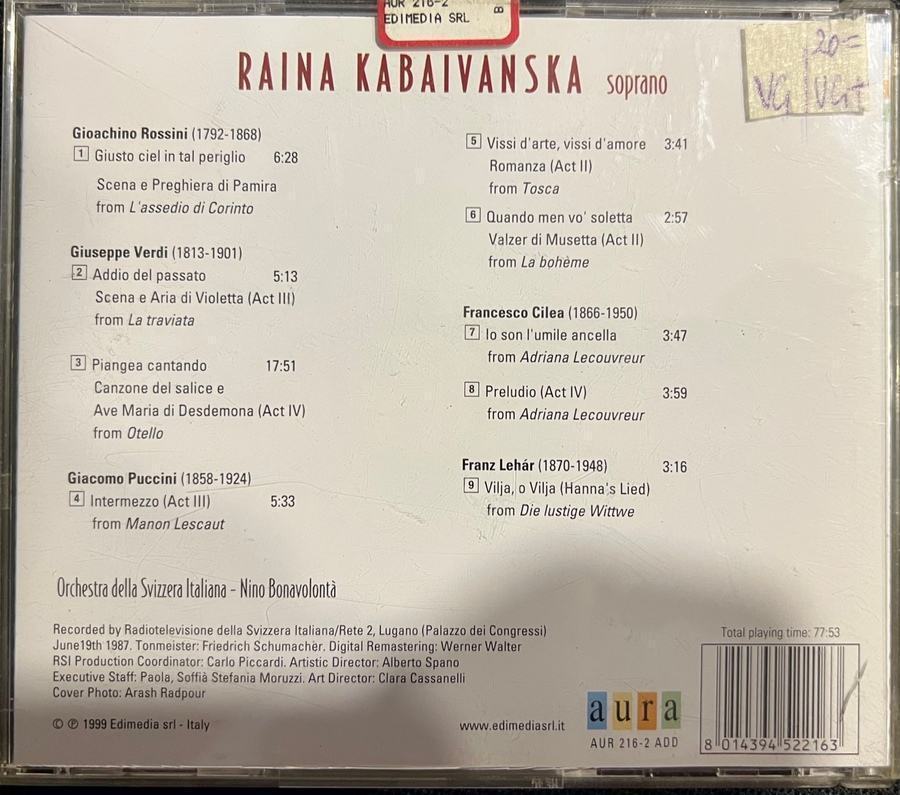 AUR 216-2
EDIMEDIA SRL
RAINA KABAIVANSKA soprano
20=
VG VG+
Gioachino Rossini (1792-1868)
1 Giusto ciel in tal periglio 6:28
Scena e Preghiera di Pamira
from L'assedio di Corinto
Giuseppe Verdi (1813-1901)
2 Addio del passato 5:13
Scena e Aria di Violetta (Act III)
from La traviata
3 Piangea cantando 17:51
Canzone del salice e
Ave Maria di Desdemona (Act IV)
from Otello
Giacomo Puccini (1858-1924)
4 Intermezzo (Act III) 5:33
from Manon Lescaut
5 Vissi d'arte, vissi d'amore 3:41
Romanza (Act II)
from Tosca
6 Quando men vo' soletta 2:57
Valzer di Musetta (Act II)
from La bohème
Francesco Cilea (1866-1950)
7 Io son l'umile ancella 3:47
from Adriana Lecouvreur
8 Preludio (Act IV) 3:59
from Adriana Lecouvreur
Franz Lehár (1870-1948) 3:16
9 Vilja, o Vilja (Hanna's Lied)
from Die lustige Wittwe
Orchestra della Svizzera Italiana - Nino Bonavolontà
Recorded by Radiotelevisione della Svizzera Italiana/Rete 2, Lugano (Palazzo dei Congressi)
June19th 1987. Tonmeister: Friedrich Schumacher. Digital Remastering: Werner Walter
RSI Production Coordinator: Carlo Piccardi. Artistic Director: Alberto Spano
Executive Staff: Paola, Soffià Stefania Moruzzi. Art Director: Clara Cassanelli
Cover Photo: Arash Radpour
© ℗ 1999 Edimedia srl - Italy
www.edimediasrl.it
aura
AUR 216-2 ADD
Total playing time: 77:53
8 014394 522163